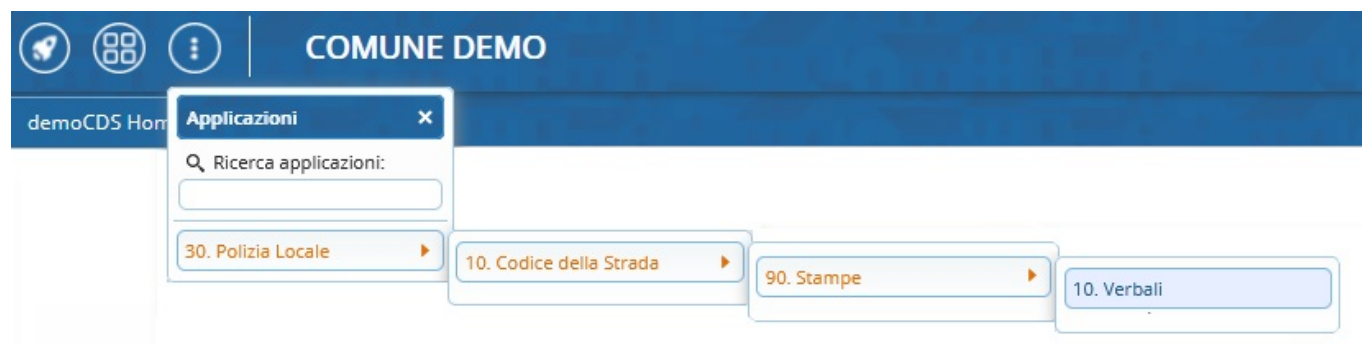 COMUNE DEMO
demoCDS Hom
Applicazioni ×
Ricerca applicazioni:
30. Polizia Locale
10. Codice della Strada
90. Stampe
10. Verbali